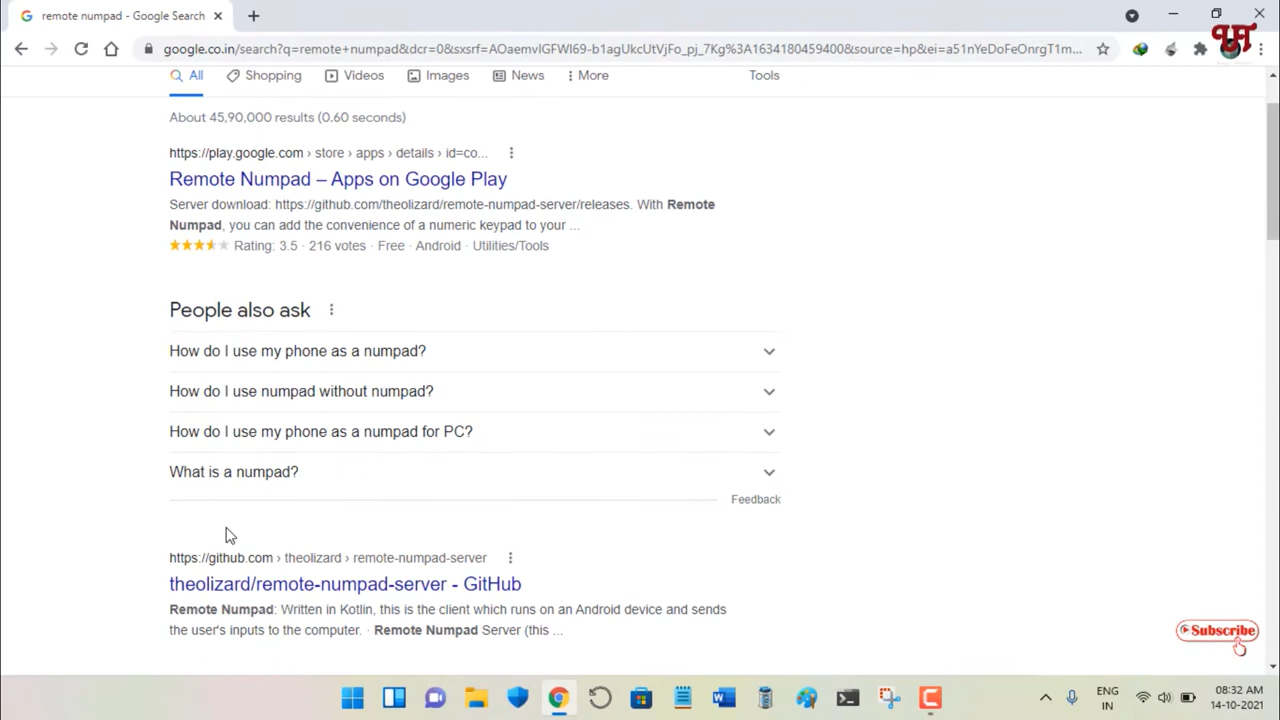 remote numpad - Google Search
google.co.in/search?q=remote+numpad&dcr=0&sxsrf=AOaemvIGFWl69-b1agUkcUtVjFo_pj_7Kg%3A1634180459400&source=hp&ei=a51nYeDoFeOnrgT1m...
UT
All
Shopping
Videos
Images
News
More
Tools
About 45,90,000 results (0.60 seconds)
https://play.google.com › store › apps › details › id=co...
Remote Numpad – Apps on Google Play
Server download: https://github.com/theolizard/remote-numpad-server/releases. With Remote
Numpad, you can add the convenience of a numeric keypad to your ...
Rating: 3.5 · 216 votes · Free · Android · Utilities/Tools
People also ask
How do I use my phone as a numpad?
How do I use numpad without numpad?
How do I use my phone as a numpad for PC?
What is a numpad?
Feedback
https://github.com › theolizard › remote-numpad-server
theolizard/remote-numpad-server - GitHub
Remote Numpad: Written in Kotlin, this is the client which runs on an Android device and sends
the user's inputs to the computer. · Remote Numpad Server (this ...
Subscribe
ENG
IN
08:32 AM
14-10-2021